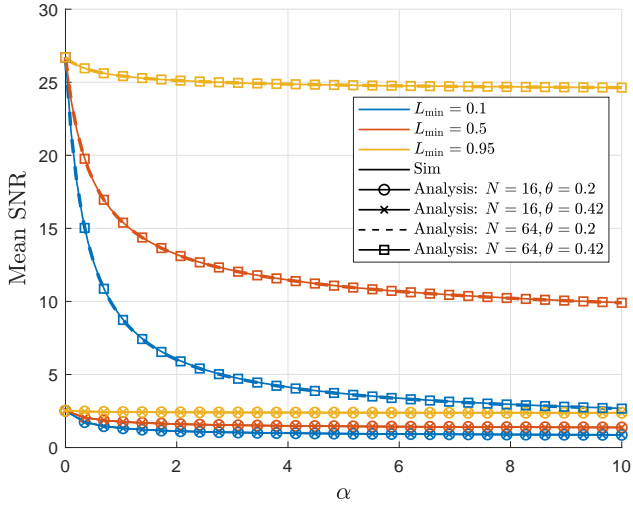 30
25
20
15
10
5
0
Mean SNR
L_min = 0.1
L_min = 0.5
L_min = 0.95
Sim
Analysis: N = 16, θ = 0.2
Analysis: N = 16, θ = 0.42
Analysis: N = 64, θ = 0.2
Analysis: N = 64, θ = 0.42
0 2 4 6 8 10
α